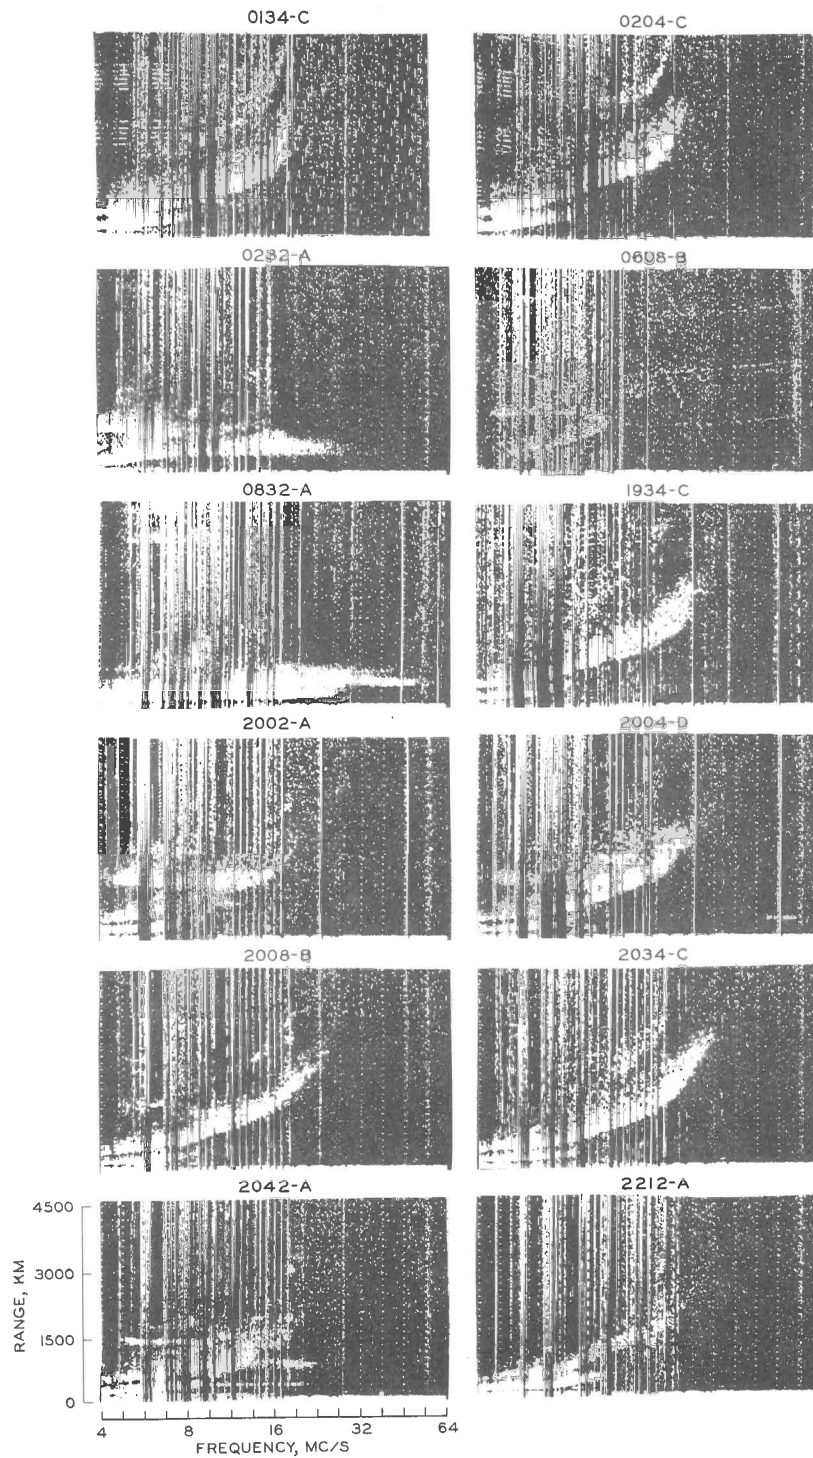 0134-C
0204-C
0232-A
0608-B
0832-A
1934-C
2002-A
2004-D
2008-B
2034-C
2042-A
2212-A
4500
3000
1500
0
RANGE, KM
4 8 16 32 64
FREQUENCY, MC/S